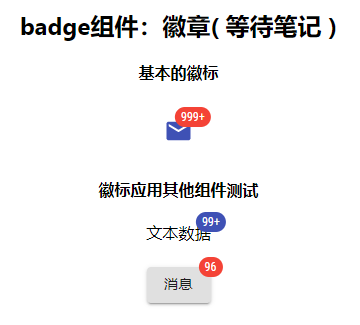 badge组件：徽章( 等待笔记 )
基本的徽标
999+
徽标应用其他组件测试
99+
文本数据
96
消息